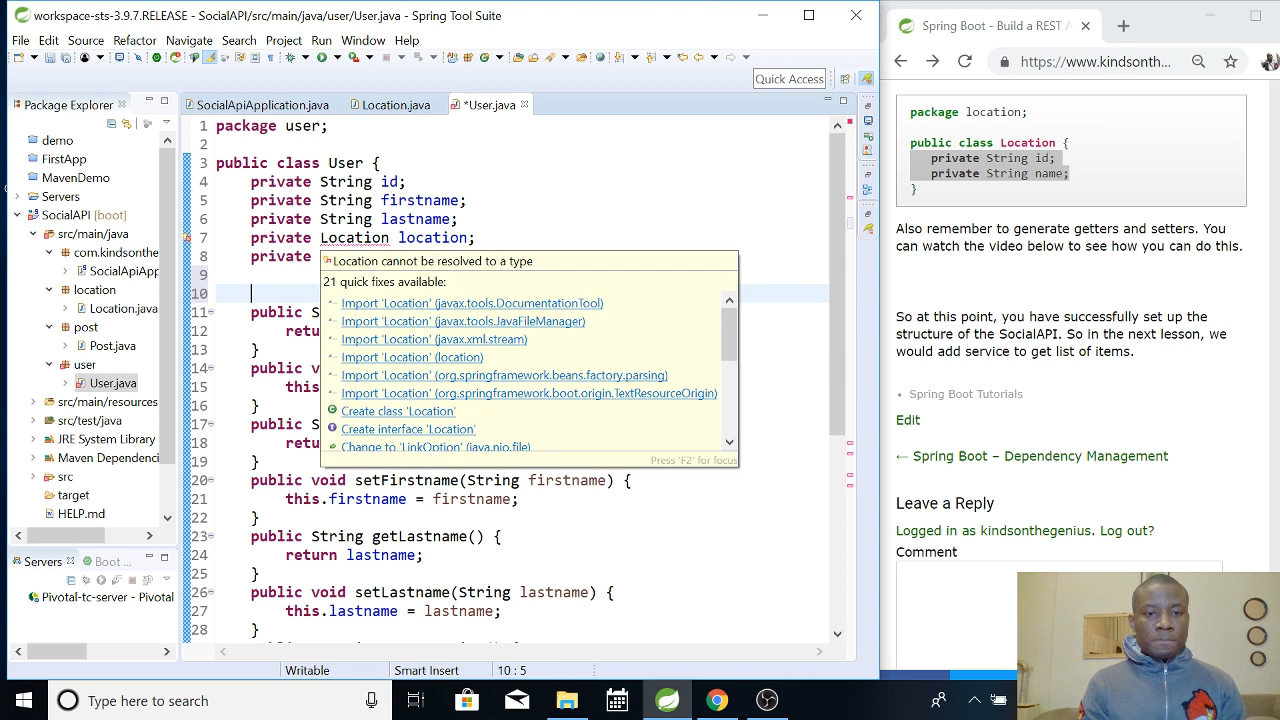 workspace-sts-3.9.7.RELEASE - SocialAPI/src/main/java/user/User.java - Spring Tool Suite
File Edit Source Refactor Navigate Search Project Run Window Help
Quick Access
Package Explorer
demo
FirstApp
MavenDemo
Servers
SocialAPI [boot]
src/main/java
com.kindsonthe
SocialApiApp
location
Location.java
post
Post.java
user
User.java
src/main/resources
src/test/java
JRE System Library
Maven Dependenci
src
target
HELP.md
Servers
Boot ...
Pivotal-tc-server - Pivotal
SocialApiApplication.java
Location.java
*User.java
1 package user;
2
3 public class User {
4 private String id;
5 private String firstname;
6 private String lastname;
7 private Location location;
8 private
9
10
11 public S
12 retu
13 }
14 public v
15 this
16 }
17 public S
18 retu
19 }
20 public void setFirstname(String firstname) {
21 this.firstname = firstname;
22 }
23 public String getLastname() {
24 return lastname;
25 }
26 public void setLastname(String lastname) {
27 this.lastname = lastname;
28 }
Location cannot be resolved to a type
21 quick fixes available:
Import 'Location' (javax.tools.DocumentationTool)
Import 'Location' (javax.tools.JavaFileManager)
Import 'Location' (javax.xml.stream)
Import 'Location' (location)
Import 'Location' (org.springframework.beans.factory.parsing)
Import 'Location' (org.springframework.boot.origin.TextResourceOrigin)
Create class 'Location'
Create interface 'Location'
Change to 'LinkOption' (java.nio.file)
Press 'F2' for focus
Writable
Smart Insert
10 : 5
Spring Boot - Build a REST A
https://www.kindsonth...
package location;
public class Location {
private String id;
private String name;
}
Also remember to generate getters and setters. You
can watch the video below to see how you can do this.
So at this point, you have successfully set up the
structure of the SocialAPI. So in the next lesson, we
would add service to get list of items.
• Spring Boot Tutorials
Edit
← Spring Boot – Dependency Management
Leave a Reply
Logged in as kindsonthegenius. Log out?
Comment
Type here to search